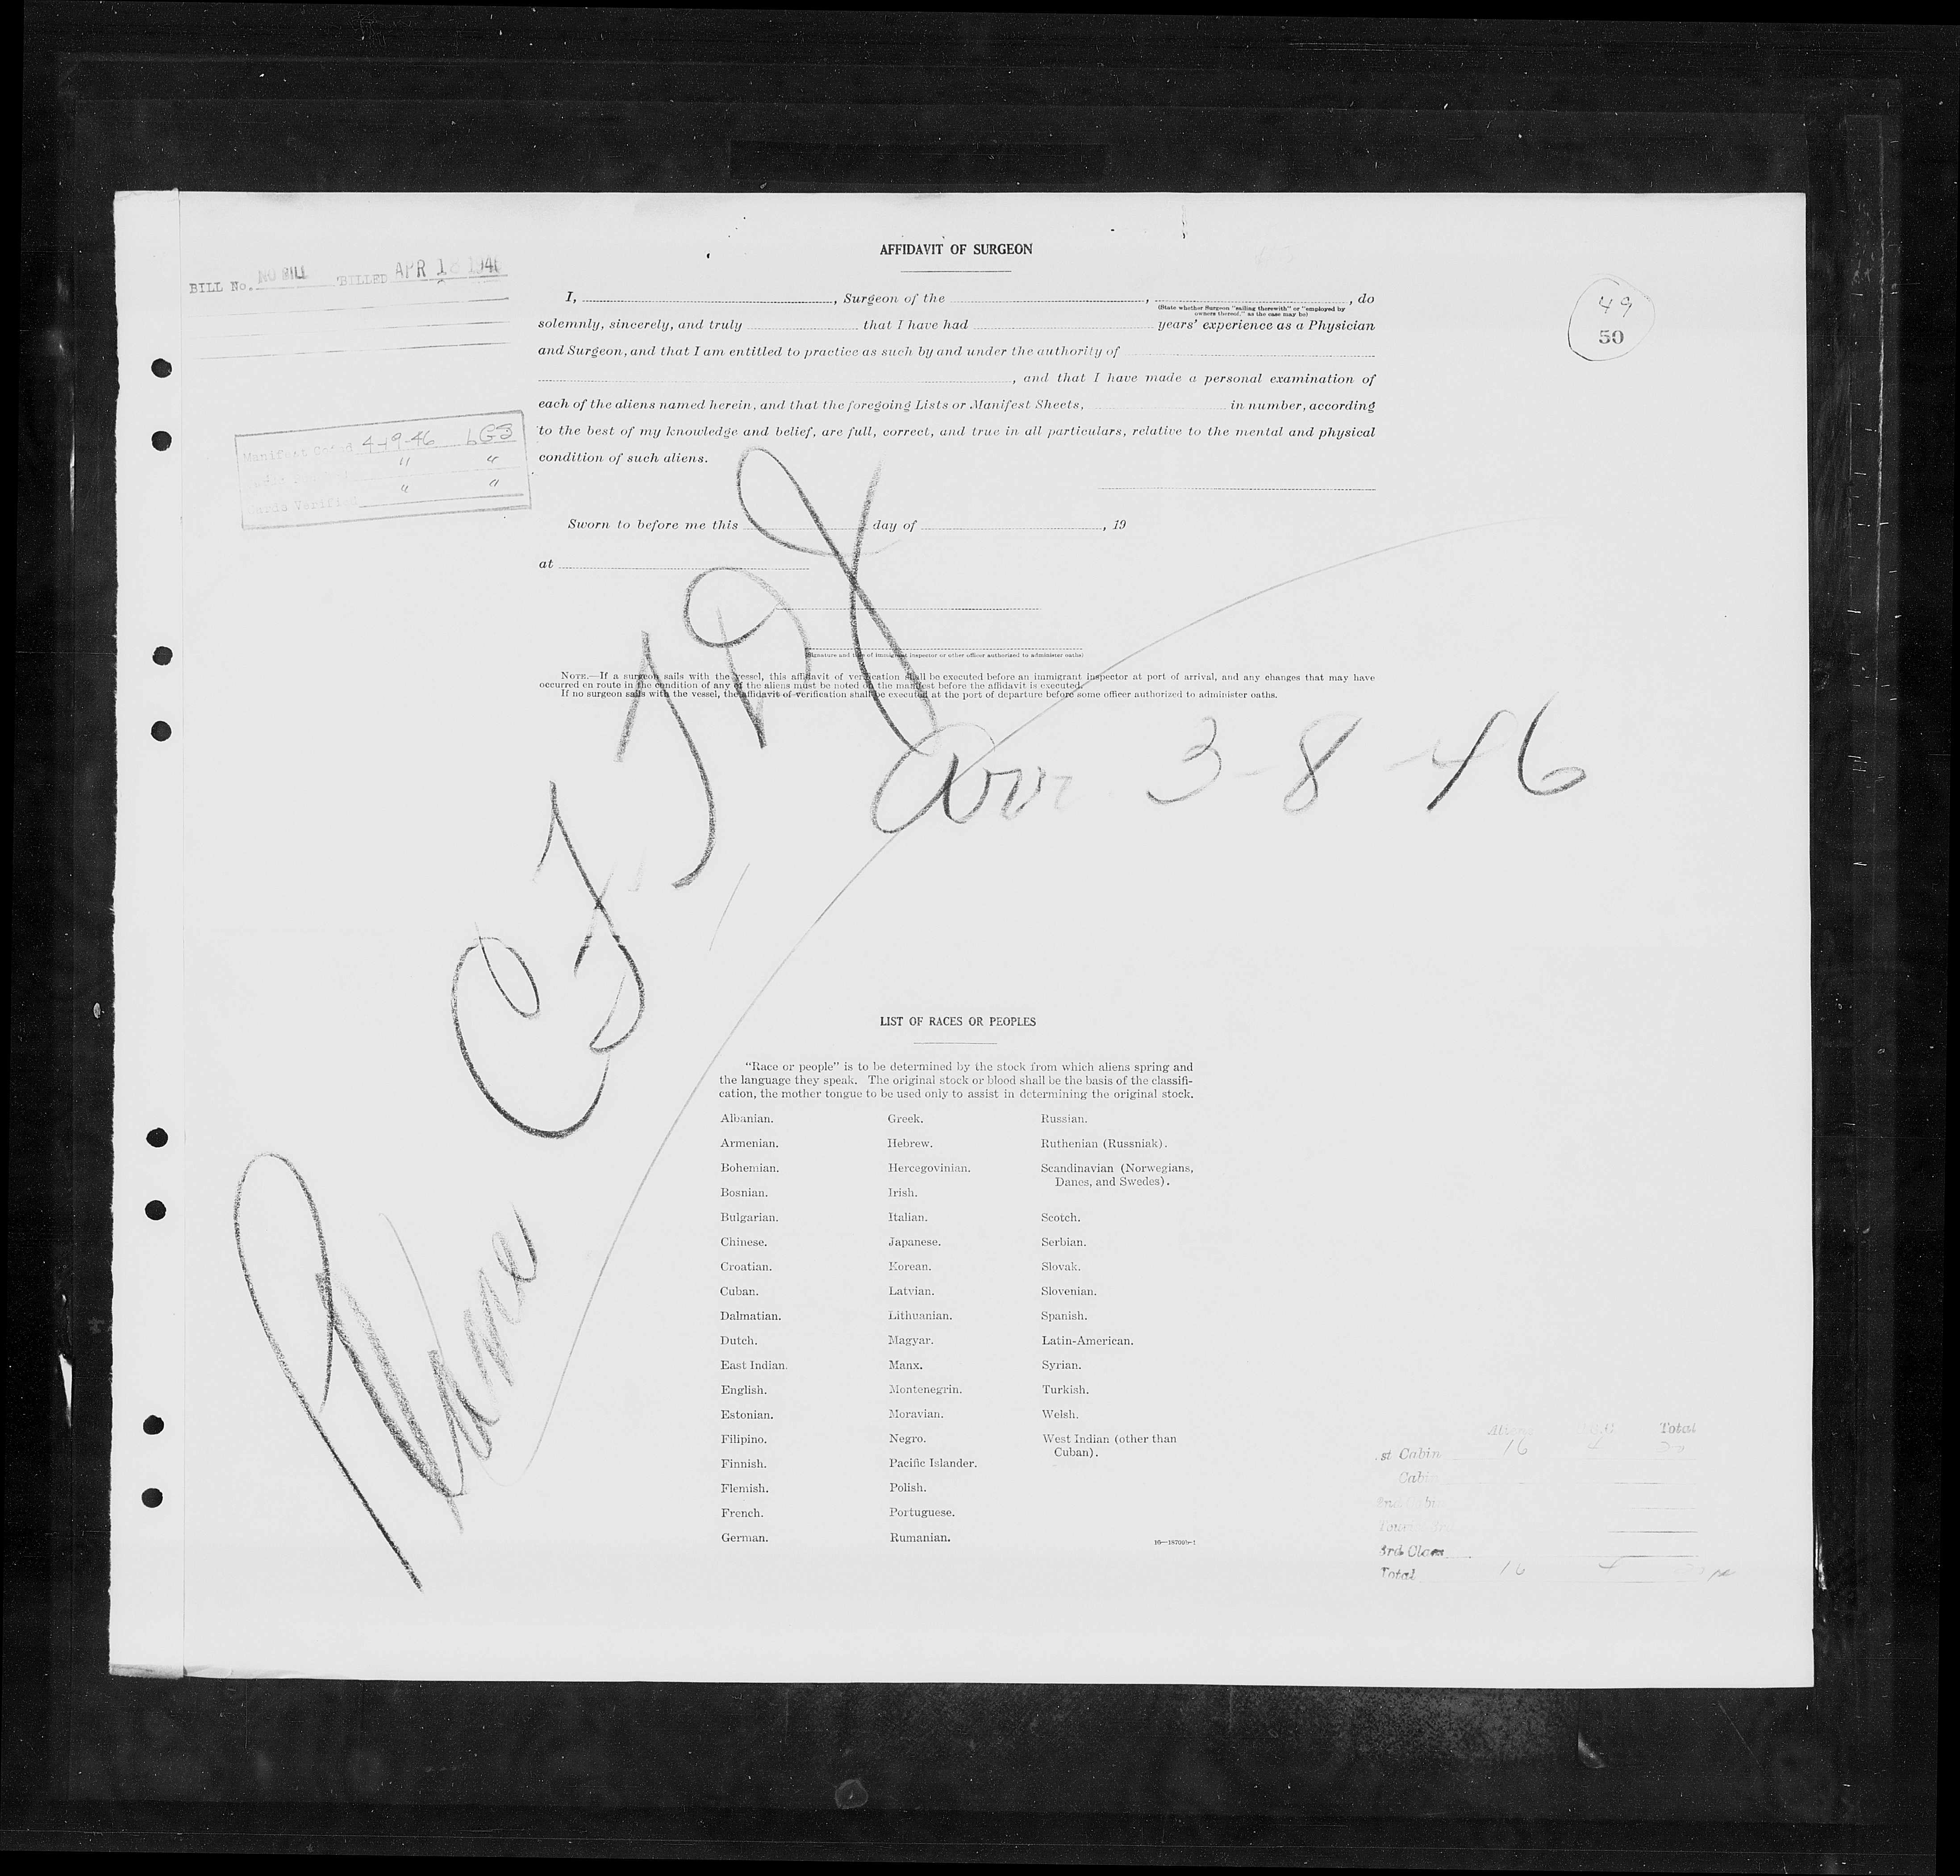 AFFIDAVIT OF SURGEON
BILL No. NO BILL BILLED APR 1 1946
49
50
I, , Surgeon of the , , do
(State whether Surgeon "sailing therewith" or "employed by
owners thereof," as the case may be)
solemnly, sincerely, and truly that I have had years' experience as a Physician
and Surgeon, and that I am entitled to practice as such by and under the authority of
, and that I have made a personal examination of
each of the aliens named herein, and that the foregoing Lists or Manifest Sheets, in number, according
to the best of my knowledge and belief, are full, correct, and true in all particulars, relative to the mental and physical
condition of such aliens.
Manifest 4-19-46 LGS
" "
Cards Verified " "
Sworn to before me this day of , 19
at
(Signature and title of immigrant inspector or other officer authorized to administer oaths)
NOTE.—If a surgeon sails with the vessel, this affidavit of verification shall be executed before an immigrant inspector at port of arrival, and any changes that may have
occurred en route in the condition of any of the aliens must be noted on the manifest before the affidavit is executed.
If no surgeon sails with the vessel, the affidavit of verification shall be executed at the port of departure before some officer authorized to administer oaths.
Plane
Arr. 3-8-46
LIST OF RACES OR PEOPLES
"Race or people" is to be determined by the stock from which aliens spring and
the language they speak. The original stock or blood shall be the basis of the classifi-
cation, the mother tongue to be used only to assist in determining the original stock.
Albanian. Greek. Russian.
Armenian. Hebrew. Ruthenian (Russniak).
Bohemian. Hercegovinian. Scandinavian (Norwegians,
Danes, and Swedes).
Bosnian. Irish.
Bulgarian. Italian. Scotch.
Chinese. Japanese. Serbian.
Croatian. Korean. Slovak.
Cuban. Latvian. Slovenian.
Dalmatian. Lithuanian. Spanish.
Dutch. Magyar. Latin-American.
East Indian. Manx. Syrian.
English. Montenegrin. Turkish.
Estonian. Moravian. Welsh.
Filipino. Negro. West Indian (other than
Cuban).
Finnish. Pacific Islander.
Flemish. Polish.
French. Portuguese.
German. Rumanian.
Total
st Cabin 16 4
3rd Class
Total 16 4